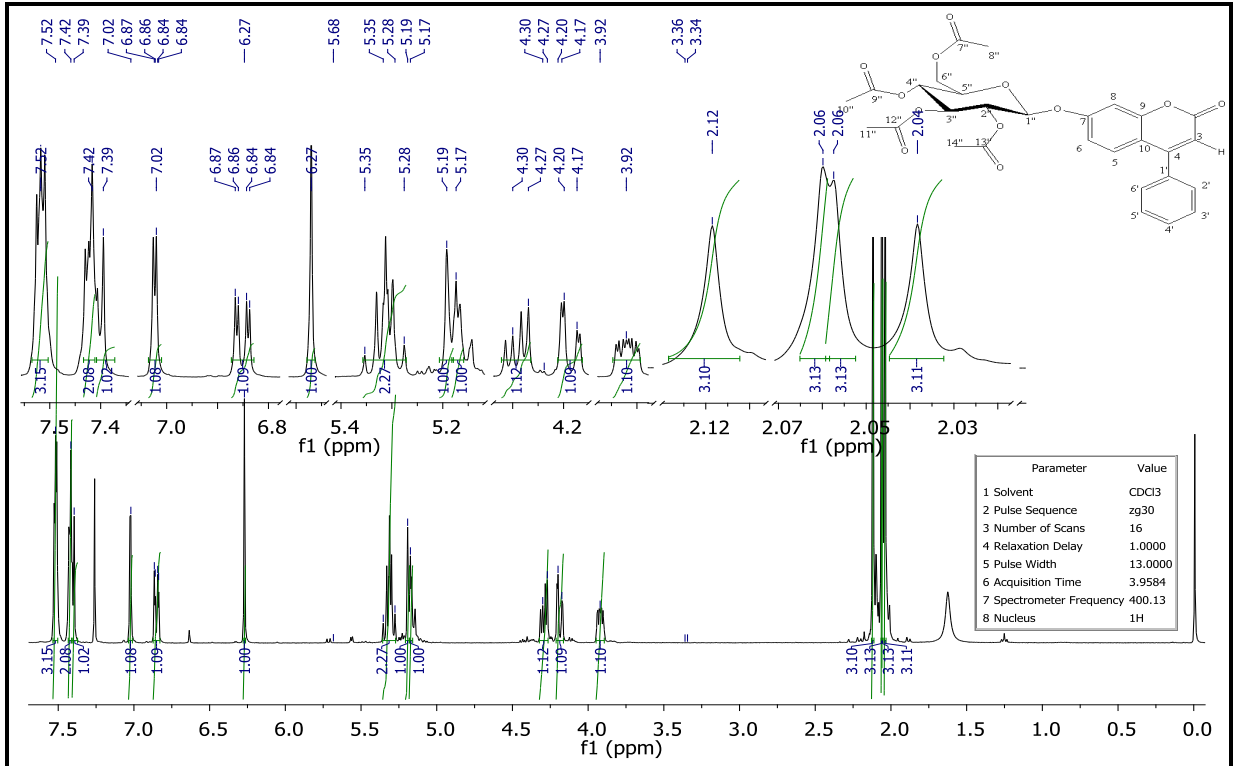 7.52 7.42 7.39 7.02 6.87 6.86 6.84 6.84 6.27 5.68 5.35 5.28 5.19 5.17 4.30 4.27 4.20 4.17 3.92 3.36 3.34
7.52 7.42 7.39 7.02 6.87 6.86 6.84 6.84 6.27 5.35 5.28 5.19 5.17 4.30 4.27 4.20 4.17 3.92 2.12 2.06 2.06 2.04
O
7''
8''
O
6''
O
4''
5''
O
9''
10''
O
O
12''
11''
O
3''
O
2''
14''
13''
O
1''
O
7
8
9
O
O
6
5
10
4
3
H
1'
6'
2'
5'
3'
4'
3.15 2.08 1.02 1.08 1.09 1.00 2.27 1.00 1.00 1.12 1.09 1.10 3.10 3.13 3.13 3.11
7.5 7.4 7.0 6.8 5.4 5.2 4.2 2.12 2.07 2.05 2.03
f1 (ppm) f1 (ppm)
Parameter Value
1 Solvent CDCl3
2 Pulse Sequence zg30
3 Number of Scans 16
4 Relaxation Delay 1.0000
5 Pulse Width 13.0000
6 Acquisition Time 3.9584
7 Spectrometer Frequency 400.13
8 Nucleus 1H
3.15 2.08 1.02 1.08 1.09 1.00 2.27 1.00 1.00 1.12 1.09 1.10 3.10 3.13 3.13 3.11
7.5 7.0 6.5 6.0 5.5 5.0 4.5 4.0 3.5 3.0 2.5 2.0 1.5 1.0 0.5 0.0
f1 (ppm)